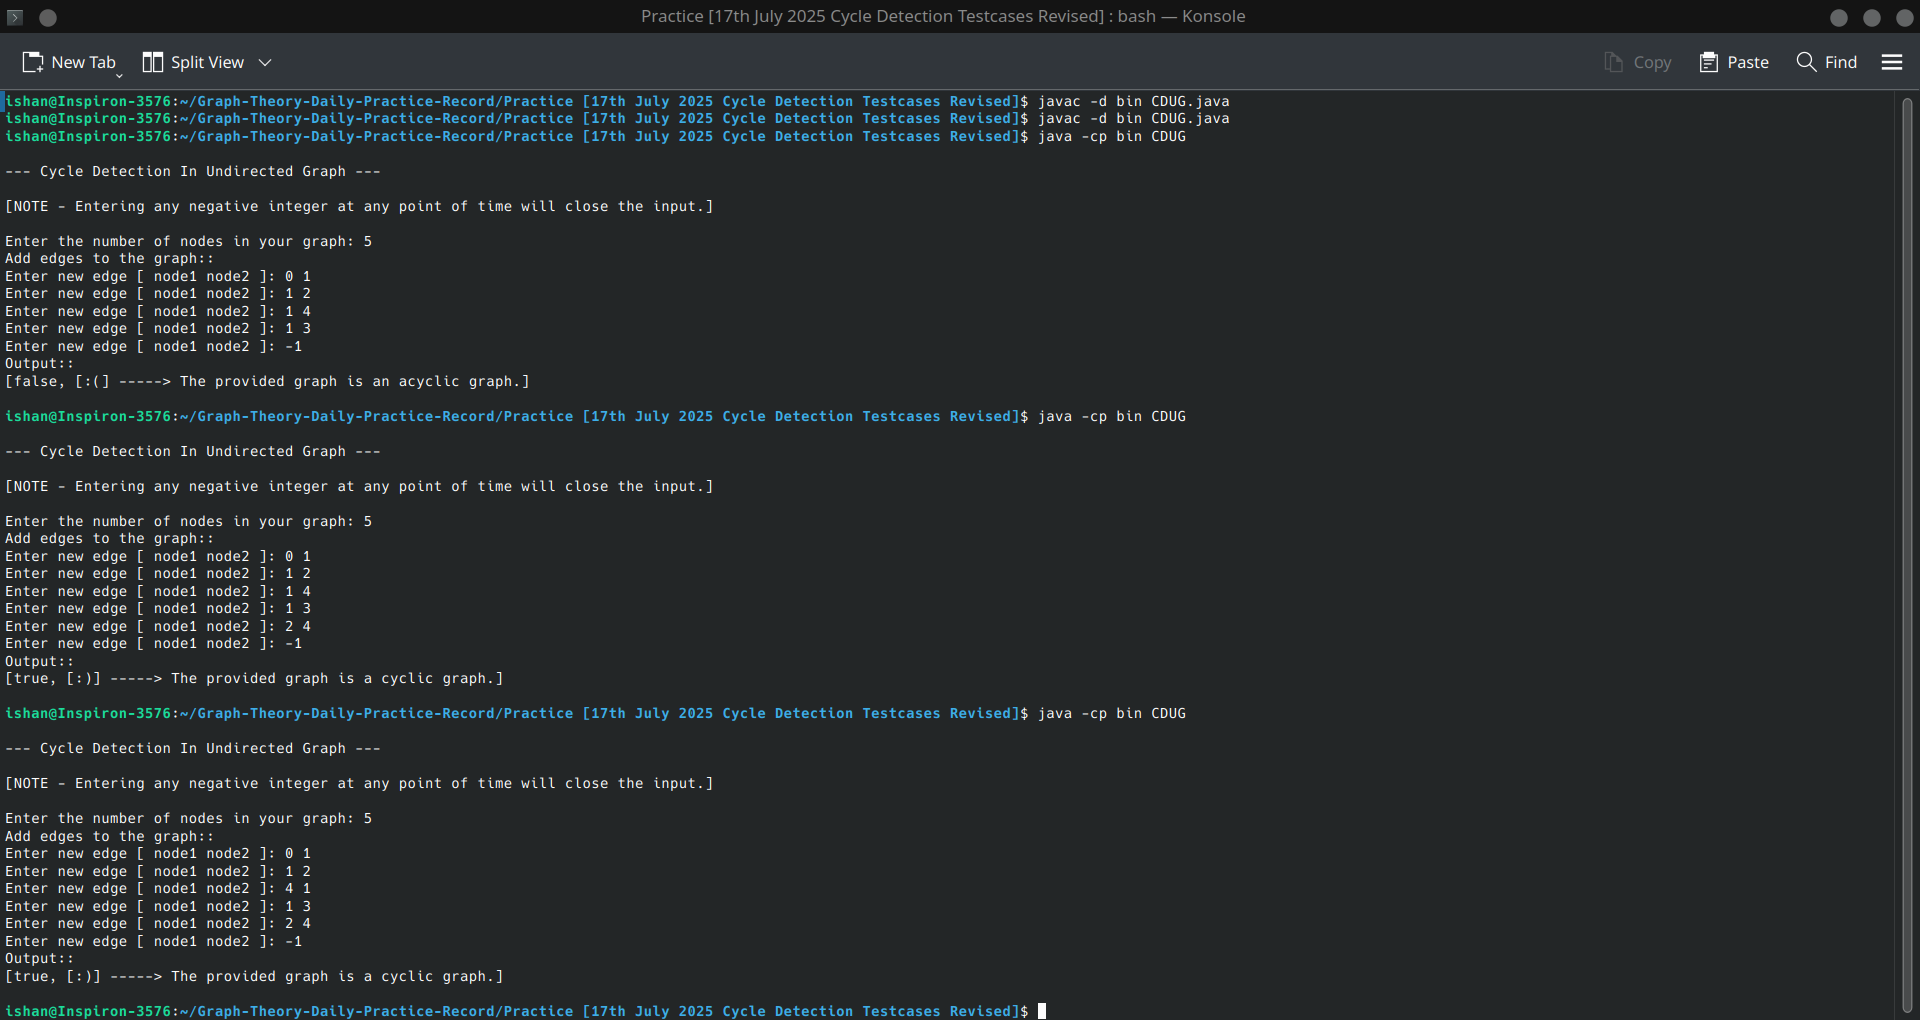 Practice [17th July 2025 Cycle Detection Testcases Revised] : bash — Konsole
New Tab Split View Copy Paste Find
ishan@Inspiron-3576:~/Graph-Theory-Daily-Practice-Record/Practice [17th July 2025 Cycle Detection Testcases Revised]$ javac -d bin CDUG.java
ishan@Inspiron-3576:~/Graph-Theory-Daily-Practice-Record/Practice [17th July 2025 Cycle Detection Testcases Revised]$ javac -d bin CDUG.java
ishan@Inspiron-3576:~/Graph-Theory-Daily-Practice-Record/Practice [17th July 2025 Cycle Detection Testcases Revised]$ java -cp bin CDUG
--- Cycle Detection In Undirected Graph ---
[NOTE - Entering any negative integer at any point of time will close the input.]
Enter the number of nodes in your graph: 5
Add edges to the graph::
Enter new edge [ node1 node2 ]: 0 1
Enter new edge [ node1 node2 ]: 1 2
Enter new edge [ node1 node2 ]: 1 4
Enter new edge [ node1 node2 ]: 1 3
Enter new edge [ node1 node2 ]: -1
Output::
[false, [:(] -----> The provided graph is an acyclic graph.]
ishan@Inspiron-3576:~/Graph-Theory-Daily-Practice-Record/Practice [17th July 2025 Cycle Detection Testcases Revised]$ java -cp bin CDUG
--- Cycle Detection In Undirected Graph ---
[NOTE - Entering any negative integer at any point of time will close the input.]
Enter the number of nodes in your graph: 5
Add edges to the graph::
Enter new edge [ node1 node2 ]: 0 1
Enter new edge [ node1 node2 ]: 1 2
Enter new edge [ node1 node2 ]: 1 4
Enter new edge [ node1 node2 ]: 1 3
Enter new edge [ node1 node2 ]: 2 4
Enter new edge [ node1 node2 ]: -1
Output::
[true, [:)] -----> The provided graph is a cyclic graph.]
ishan@Inspiron-3576:~/Graph-Theory-Daily-Practice-Record/Practice [17th July 2025 Cycle Detection Testcases Revised]$ java -cp bin CDUG
--- Cycle Detection In Undirected Graph ---
[NOTE - Entering any negative integer at any point of time will close the input.]
Enter the number of nodes in your graph: 5
Add edges to the graph::
Enter new edge [ node1 node2 ]: 0 1
Enter new edge [ node1 node2 ]: 1 2
Enter new edge [ node1 node2 ]: 4 1
Enter new edge [ node1 node2 ]: 1 3
Enter new edge [ node1 node2 ]: 2 4
Enter new edge [ node1 node2 ]: -1
Output::
[true, [:)] -----> The provided graph is a cyclic graph.]
ishan@Inspiron-3576:~/Graph-Theory-Daily-Practice-Record/Practice [17th July 2025 Cycle Detection Testcases Revised]$